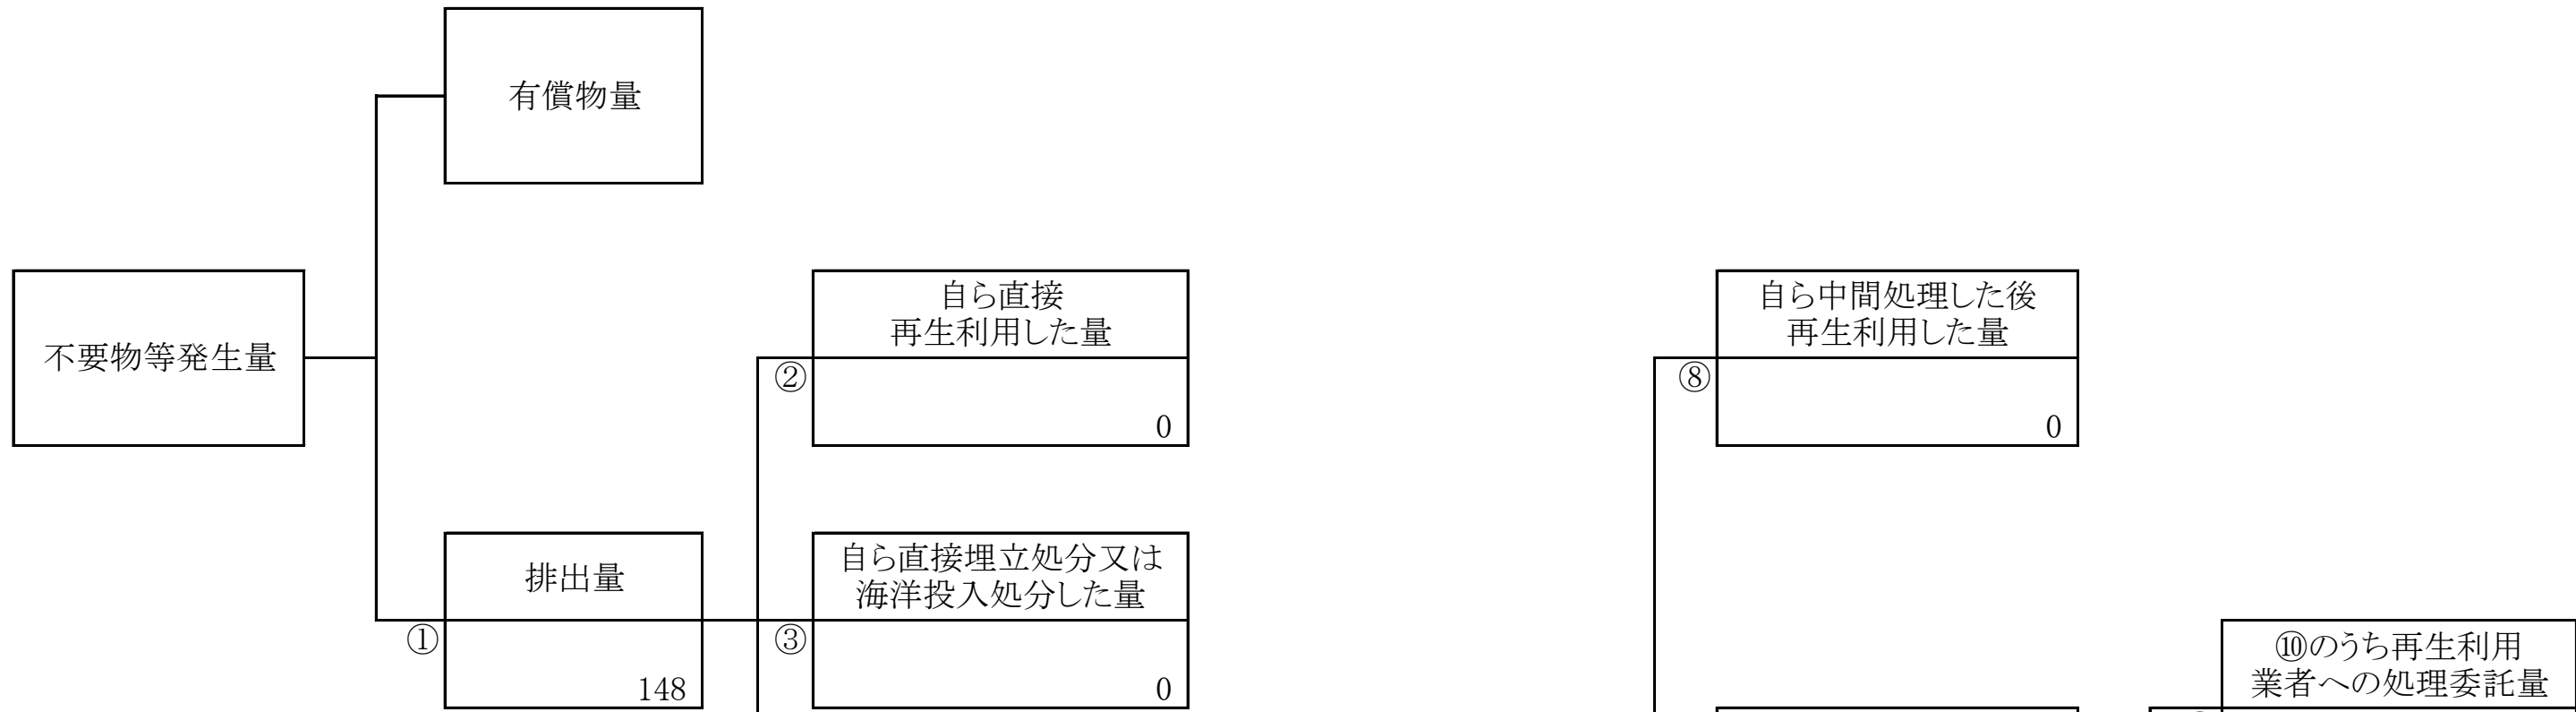 有償物量
不要物等発生量
自ら直接
再生利用した量
②
0
自ら中間処理した後
再生利用した量
⑧
0
排出量
①
148
自ら直接埋立処分又は
海洋投入処分した量
③
0
⑩のうち再生利用
業者への処理委託量